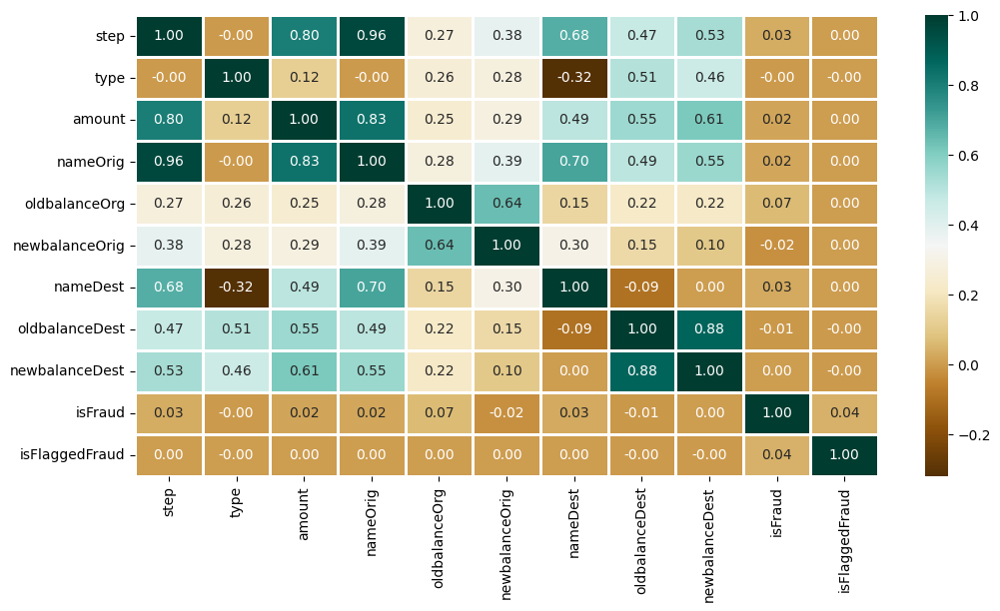 step 1.00 -0.00 0.80 0.96 0.27 0.38 0.68 0.47 0.53 0.03 0.00
type -0.00 1.00 0.12 -0.00 0.26 0.28 -0.32 0.51 0.46 -0.00 -0.00
amount 0.80 0.12 1.00 0.83 0.25 0.29 0.49 0.55 0.61 0.02 0.00
nameOrig 0.96 -0.00 0.83 1.00 0.28 0.39 0.70 0.49 0.55 0.02 0.00
oldbalanceOrg 0.27 0.26 0.25 0.28 1.00 0.64 0.15 0.22 0.22 0.07 0.00
newbalanceOrig 0.38 0.28 0.29 0.39 0.64 1.00 0.30 0.15 0.10 -0.02 0.00
nameDest 0.68 -0.32 0.49 0.70 0.15 0.30 1.00 -0.09 0.00 0.03 0.00
oldbalanceDest 0.47 0.51 0.55 0.49 0.22 0.15 -0.09 1.00 0.88 -0.01 -0.00
newbalanceDest 0.53 0.46 0.61 0.55 0.22 0.10 0.00 0.88 1.00 0.00 -0.00
isFraud 0.03 -0.00 0.02 0.02 0.07 -0.02 0.03 -0.01 0.00 1.00 0.04
isFlaggedFraud 0.00 -0.00 0.00 0.00 0.00 0.00 0.00 -0.00 -0.00 0.04 1.00
step
type
amount
nameOrig
oldbalanceOrg
newbalanceOrig
nameDest
oldbalanceDest
newbalanceDest
isFraud
isFlaggedFraud
1.0
0.8
0.6
0.4
0.2
0.0
−0.2